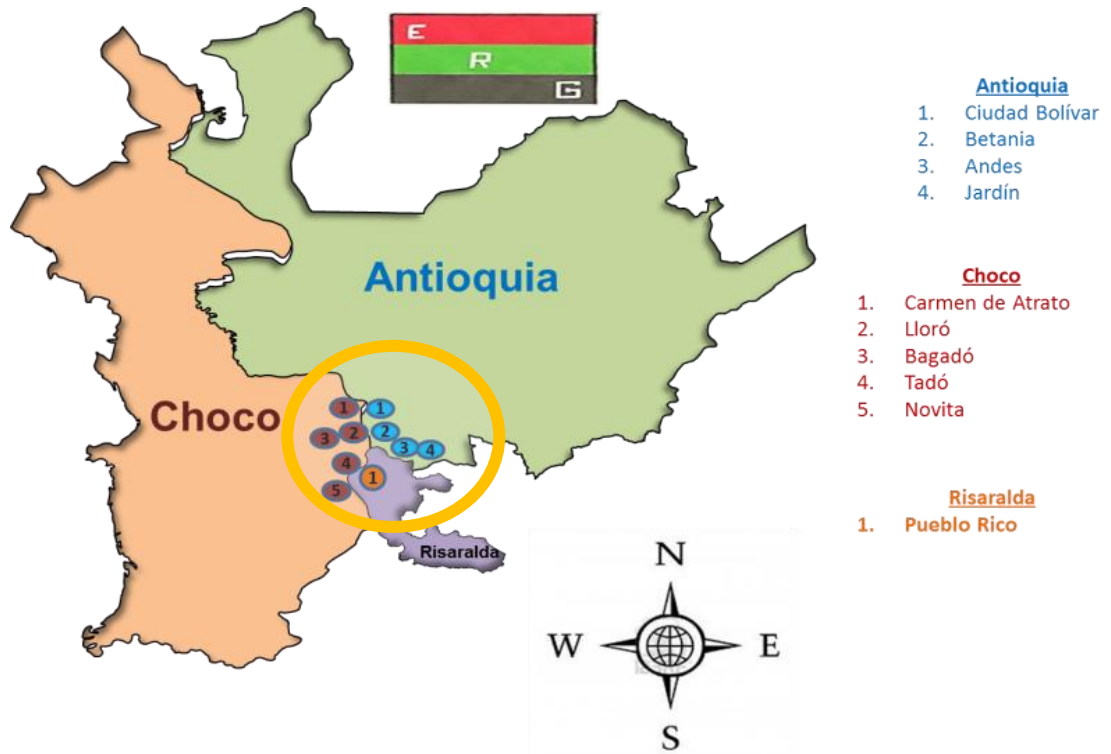 E
R
G
Antioquia
Choco
Risaralda
1
1
3
2
2
3
4
4
1
5
Antioquia
1. Ciudad Bolívar
2. Betania
3. Andes
4. Jardín
Choco
1. Carmen de Atrato
2. Lloró
3. Bagadó
4. Tadó
5. Novita
Risaralda
1. Pueblo Rico
N
W E
S